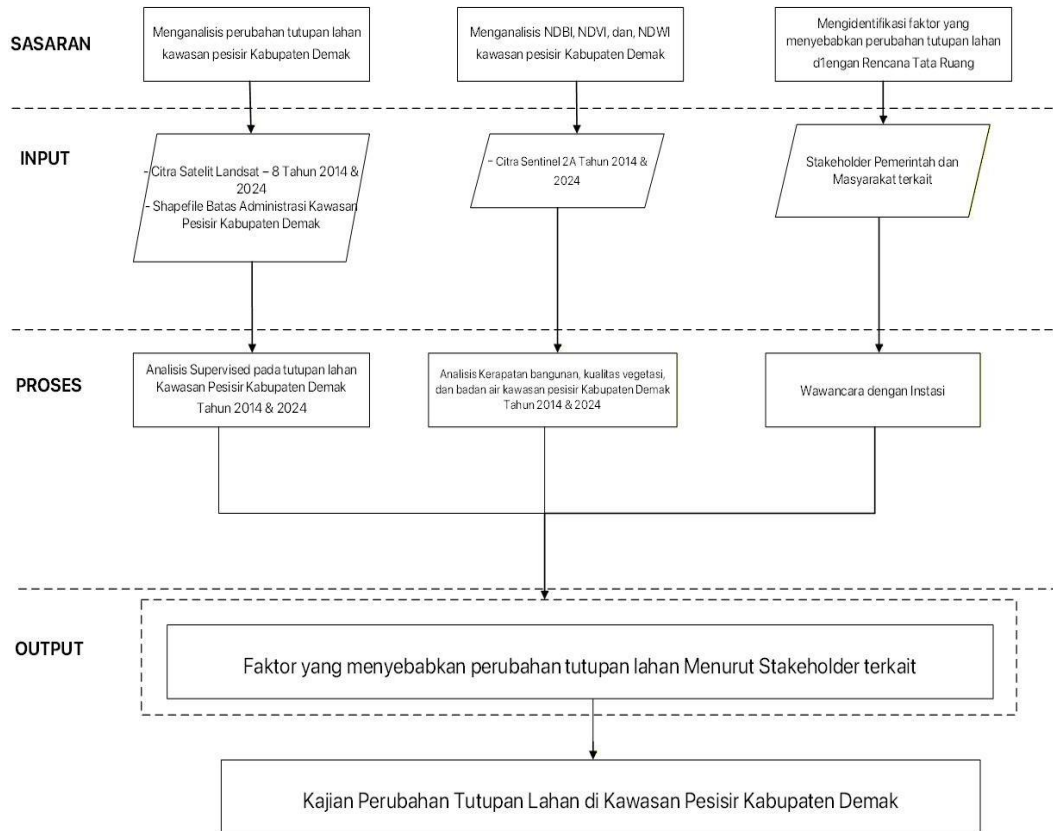 SASARAN
Menganalisis perubahan tutupan lahan
kawasan pesisir Kabupaten Demak
Menganalisis NDBI, NDVI, dan, NDWI
kawasan pesisir Kabupaten Demak
Mengidentifikasi faktor yang
menyebabkan perubahan tutupan lahan
d1engan Rencana Tata Ruang
INPUT
- Citra Satelit Landsat – 8 Tahun 2014 &
2024
- Shapefile Batas Administrasi Kawasan
Pesisir Kabupaten Demak
- Citra Sentinel 2A Tahun 2014 &
2024
Stakeholder Pemerintah dan
Masyarakat terkait
PROSES
Analisis Supervised pada tutupan lahan
Kawasan Pesisir Kabupaten Demak
Tahun 2014 & 2024
Analisis Kerapatan bangunan, kualitas vegetasi,
dan badan air kawasan pesisir Kabupaten Demak
Tahun 2014 & 2024
Wawancara dengan Instasi
OUTPUT
Faktor yang menyebabkan perubahan tutupan lahan Menurut Stakeholder terkait
Kajian Perubahan Tutupan Lahan di Kawasan Pesisir Kabupaten Demak